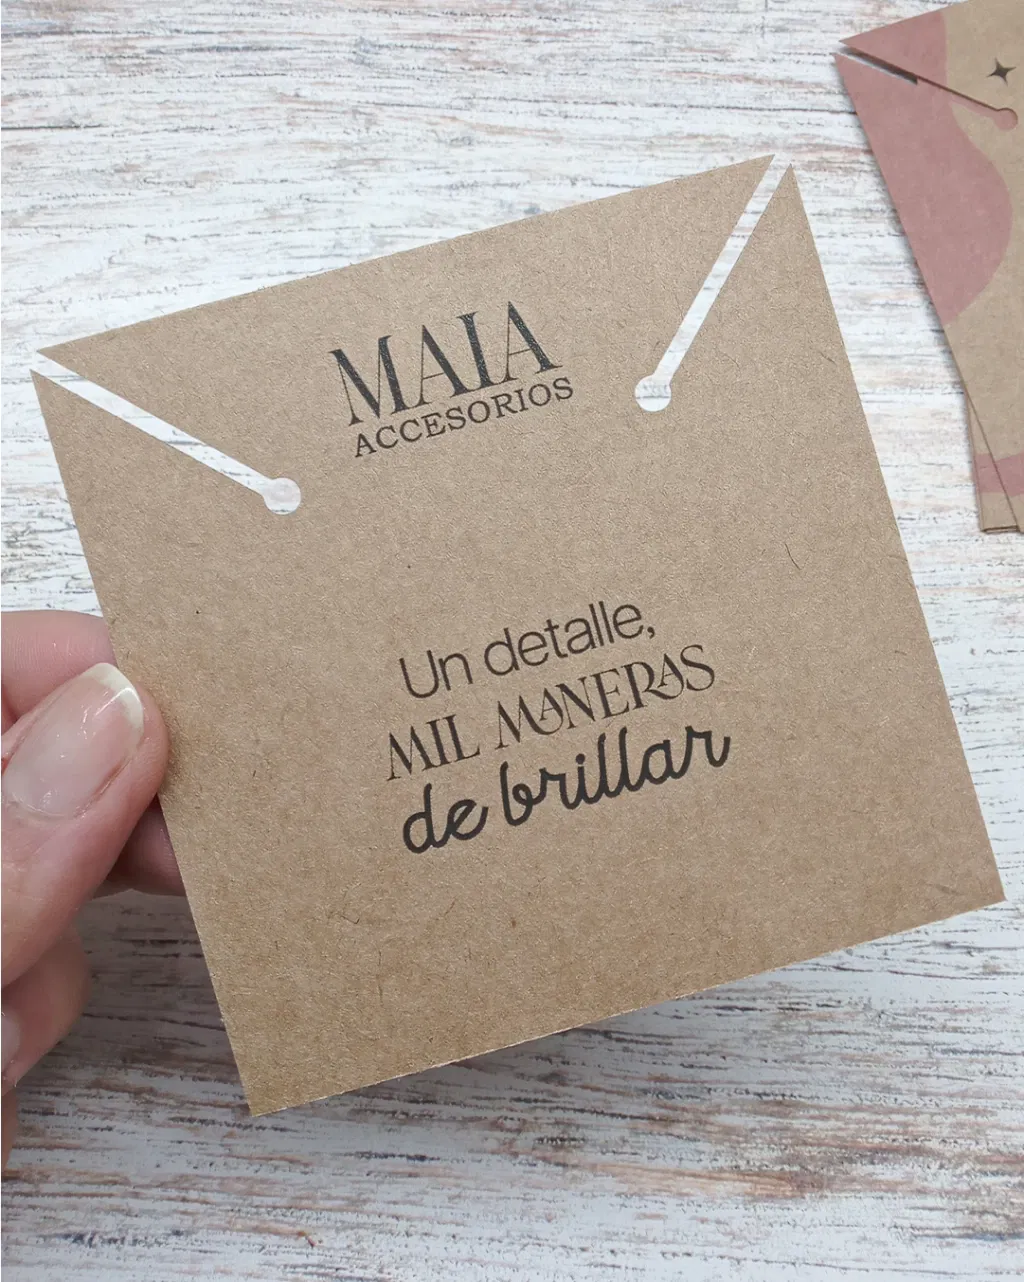 MAIA
ACCESORIOS
Un detalle,
MIL MANERAS
de brillar